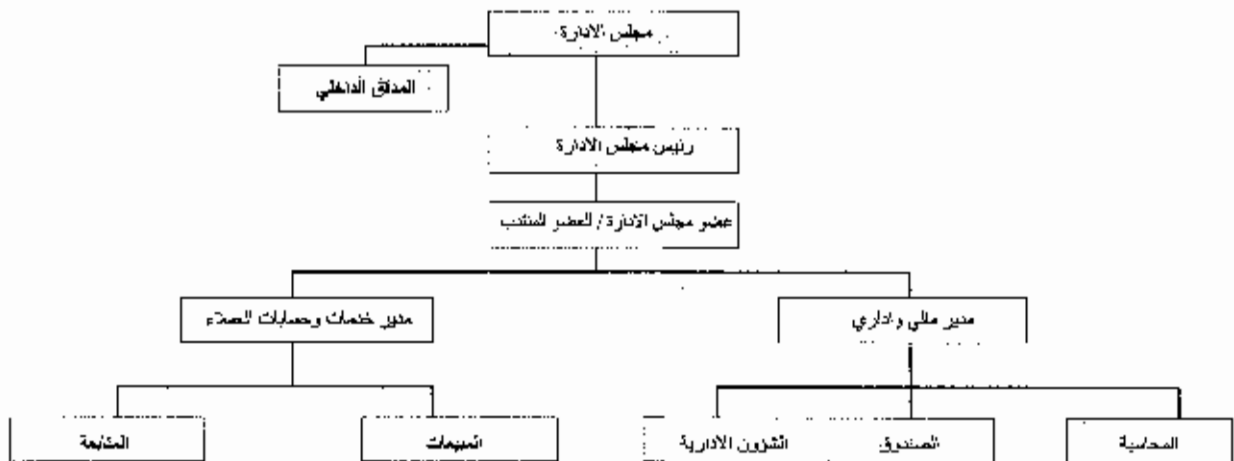 مجلس الادارة
المدقق الداخلي
رئيس مجلس الادارة
عضو مجلس الادارة / العضو المنتدب
مدير مالي واداري
مدير خدمات وحسابات العملاء
المحاسبة
الصندوق
الشؤون الادارية
المبيعات
المتابعة